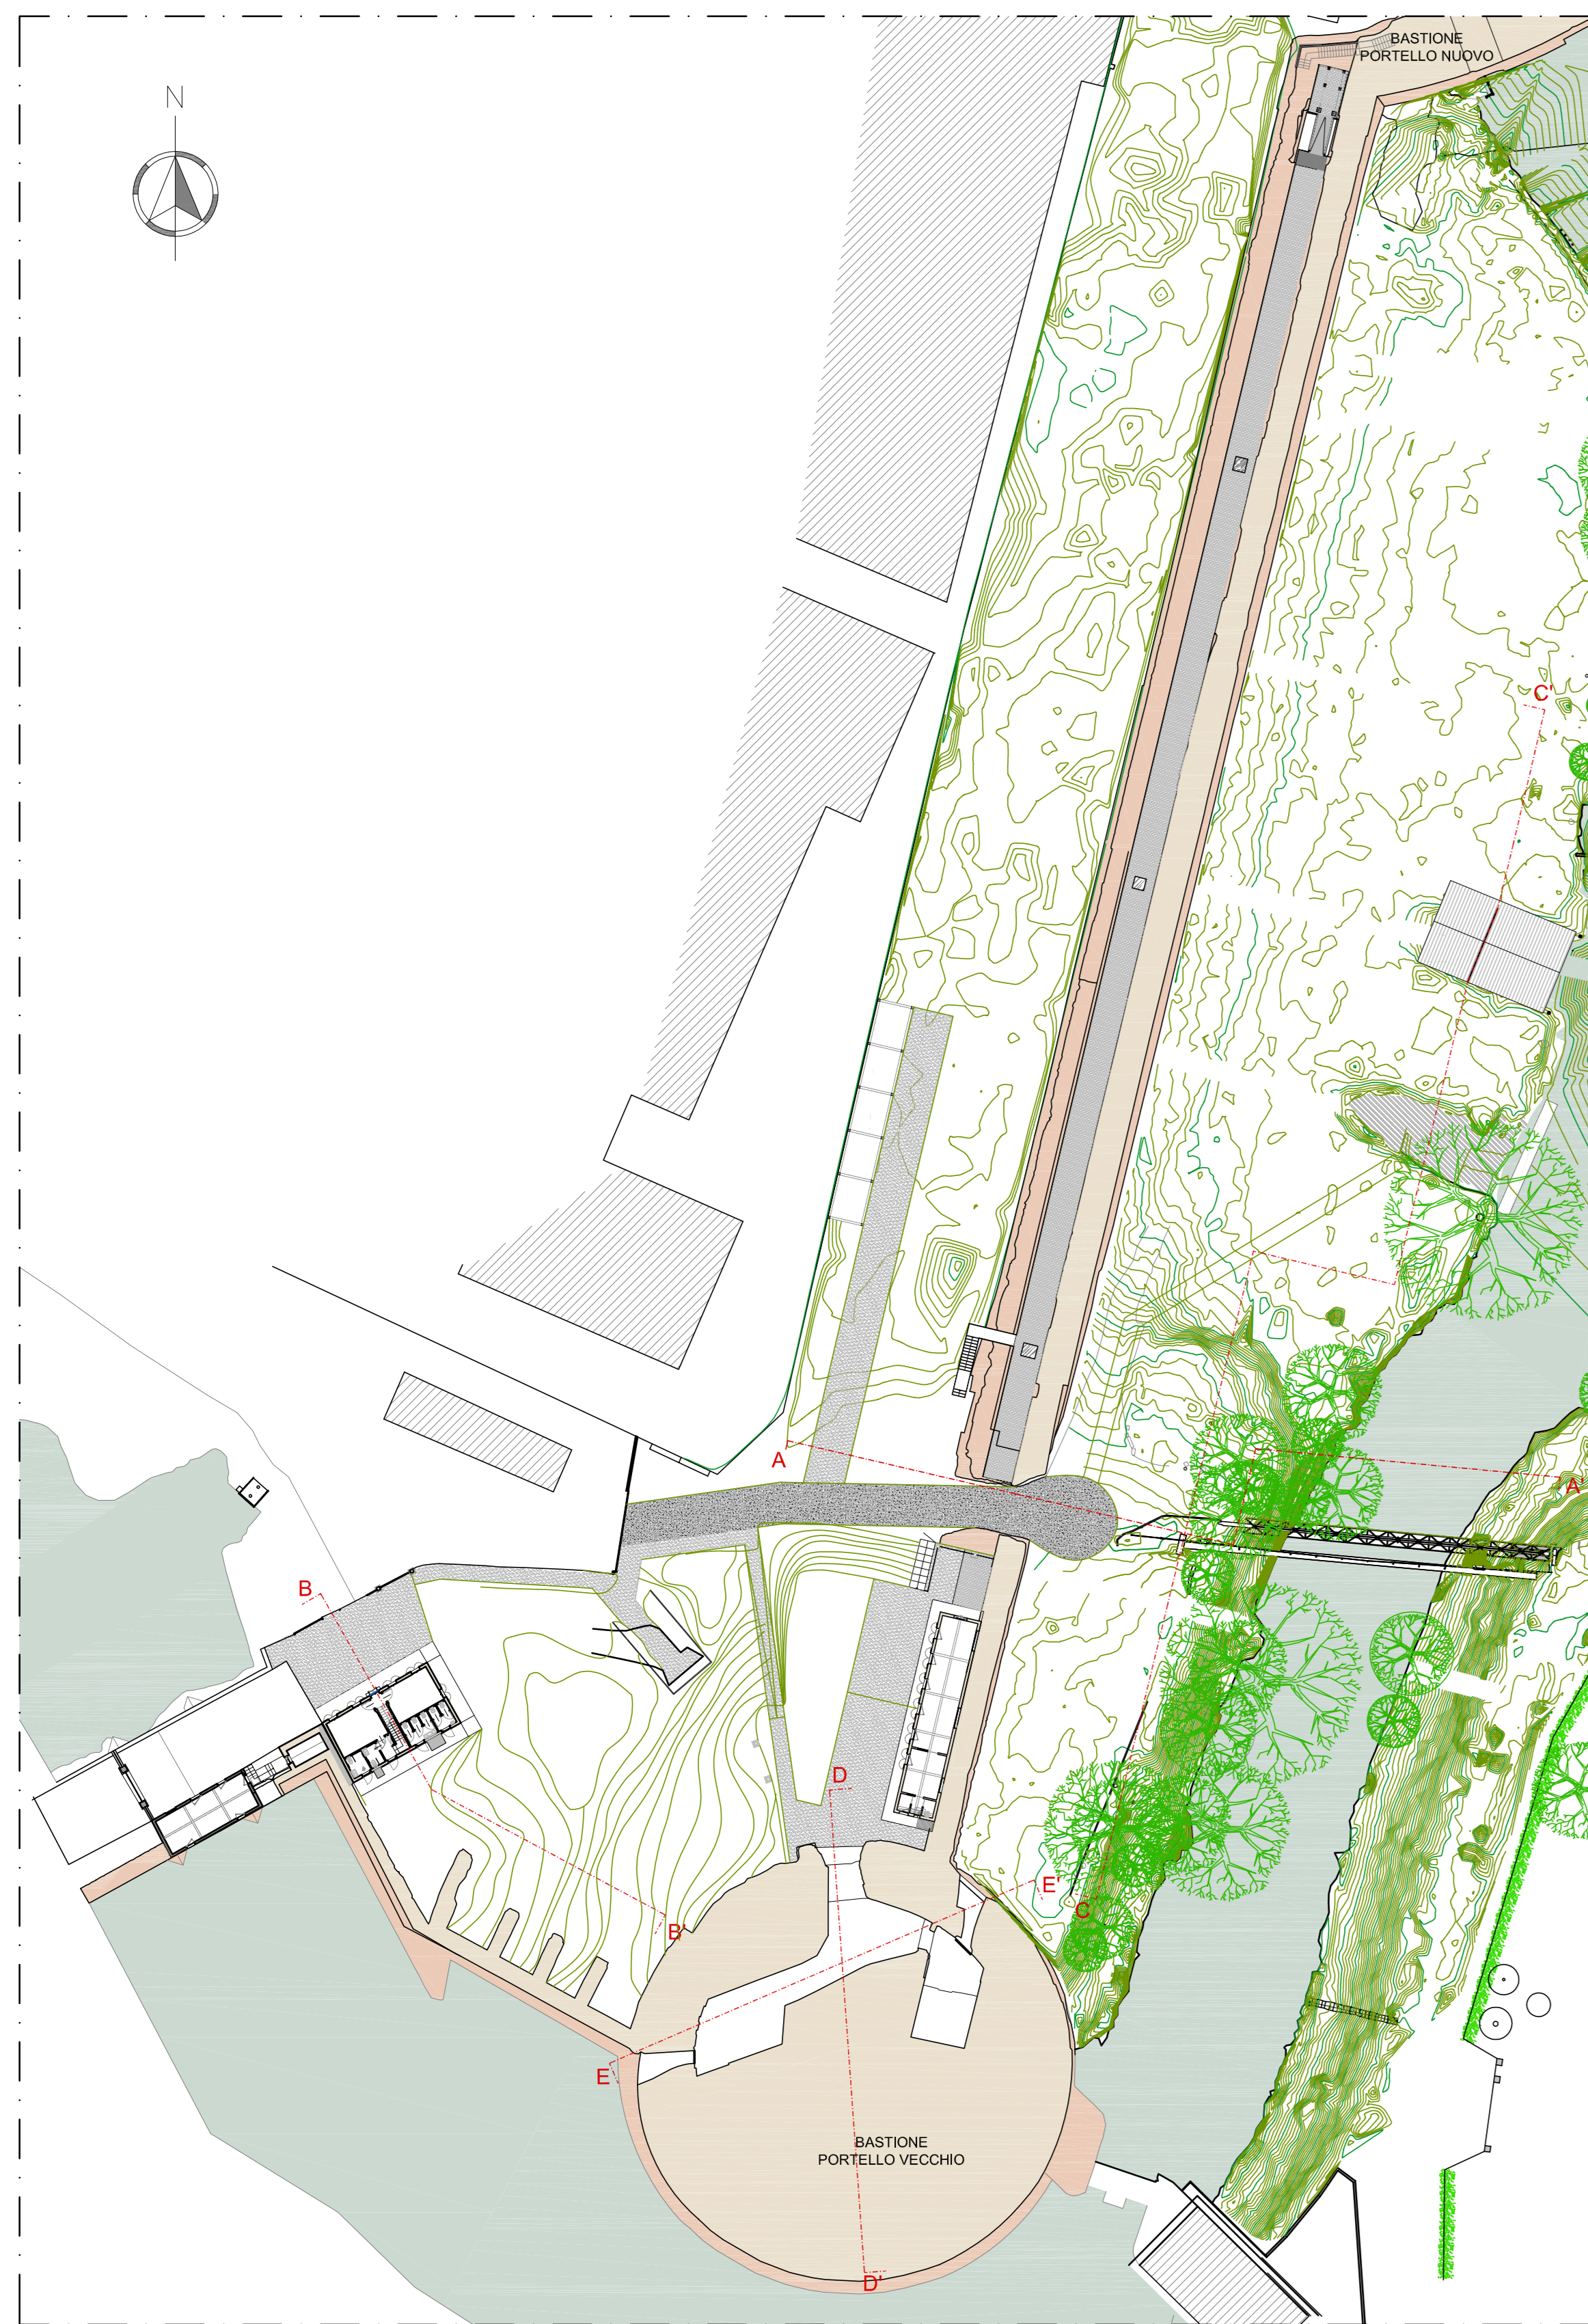 BASTIONE
PORTELLO NUOVO
N
C'
A
A'
B
D
E'
C
B'
E
BASTIONE
PORTELLO VECCHIO
D'